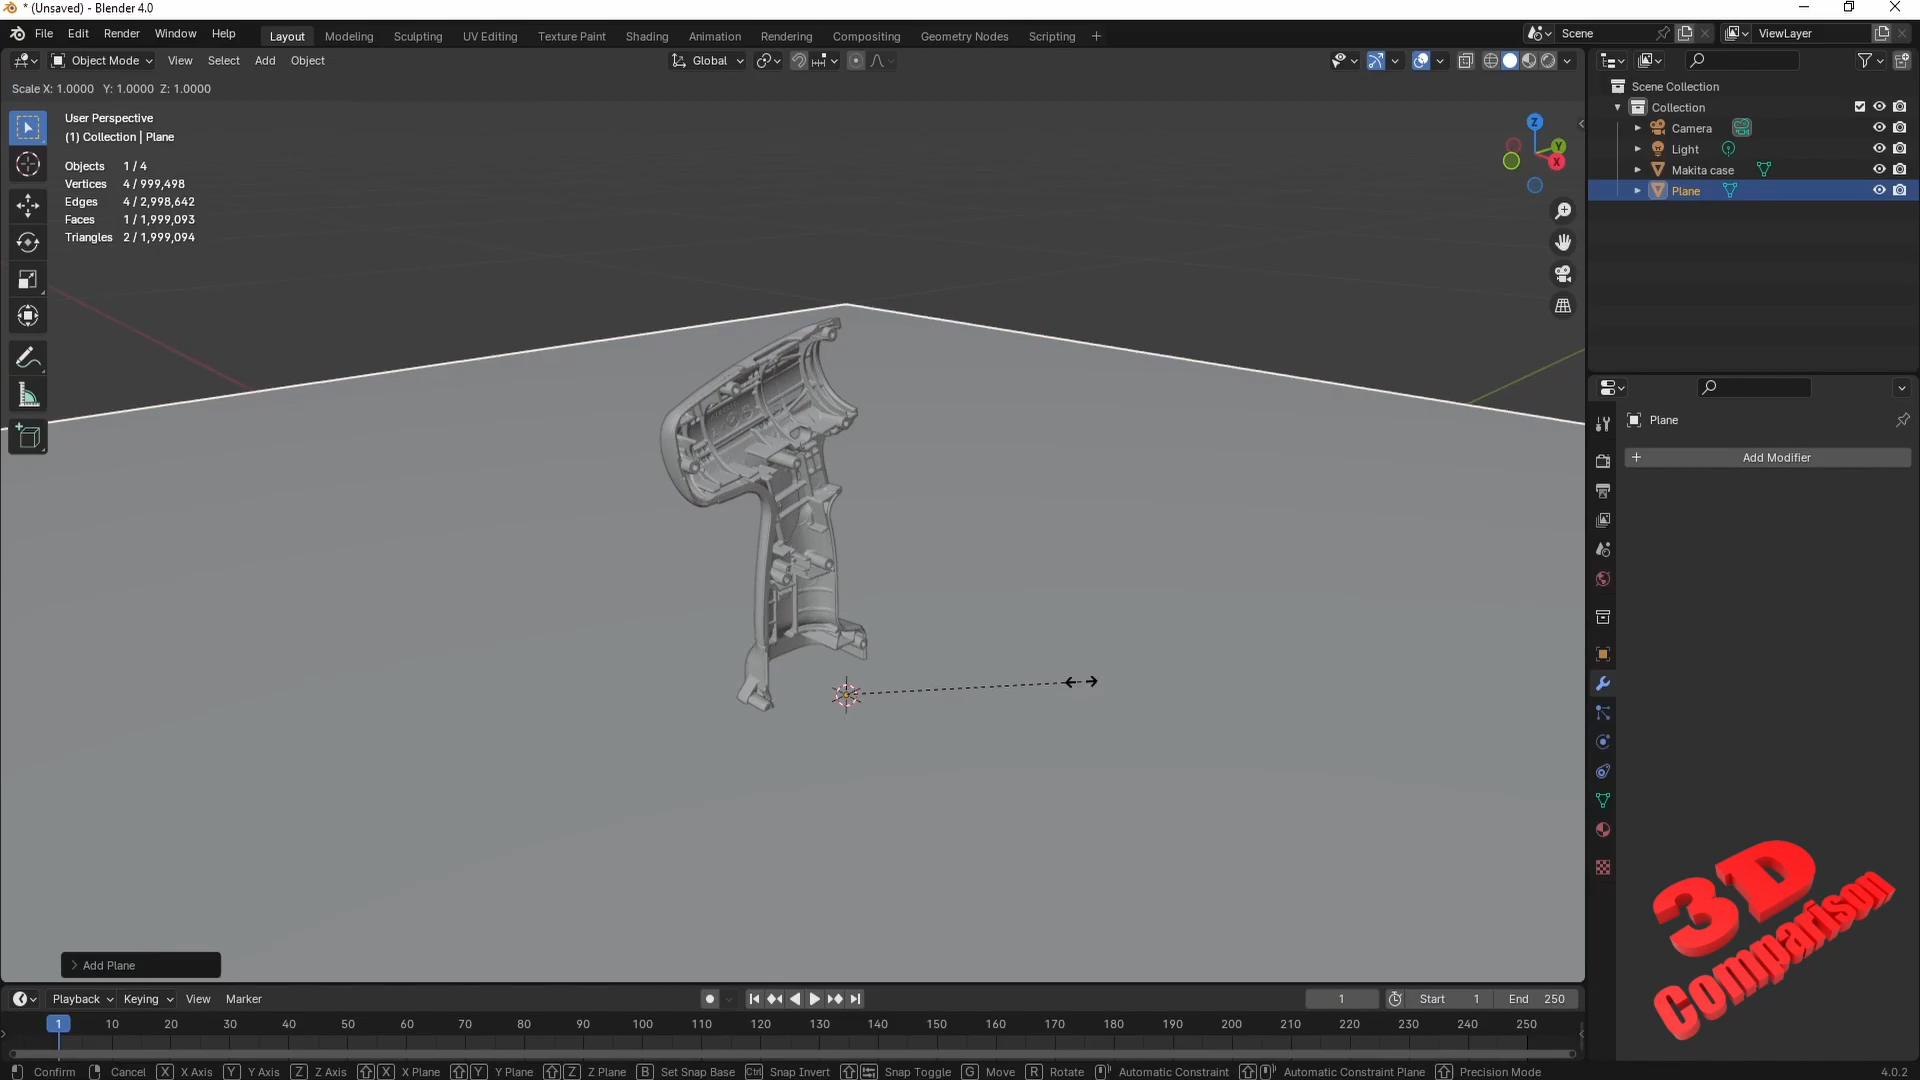 * (Unsaved) - Blender 4.0
File Edit Render Window Help
Layout Modeling Sculpting UV Editing Texture Paint Shading Animation Rendering Compositing Geometry Nodes Scripting +
Scene ViewLayer
Object Mode View Select Add Object
Global
Scale X: 1.0000 Y: 1.0000 Z: 1.0000
User Perspective
(1) Collection | Plane
Objects 1 / 4
Vertices 4 / 999,498
Edges 4 / 2,998,642
Faces 1 / 1,999,093
Triangles 2 / 1,999,094
Z
Y
X
Scene Collection
Collection
Camera
Light
Makita case
Plane
Plane
+ Add Modifier
> Add Plane
3D
Comparison
Playback Keying View Marker
1 Start 1 End 250
1 10 20 30 40 50 60 70 80 90 100 110 120 130 140 150 160 170 180 190 200 210 220 230 240 250
Confirm Cancel X X Axis Y Y Axis Z Z Axis X X Plane Y Y Plane Z Z Plane B Set Snap Base Ctrl Snap Invert Snap Toggle G Move R Rotate Automatic Constraint Automatic Constraint Plane Precision Mode 4.0.2